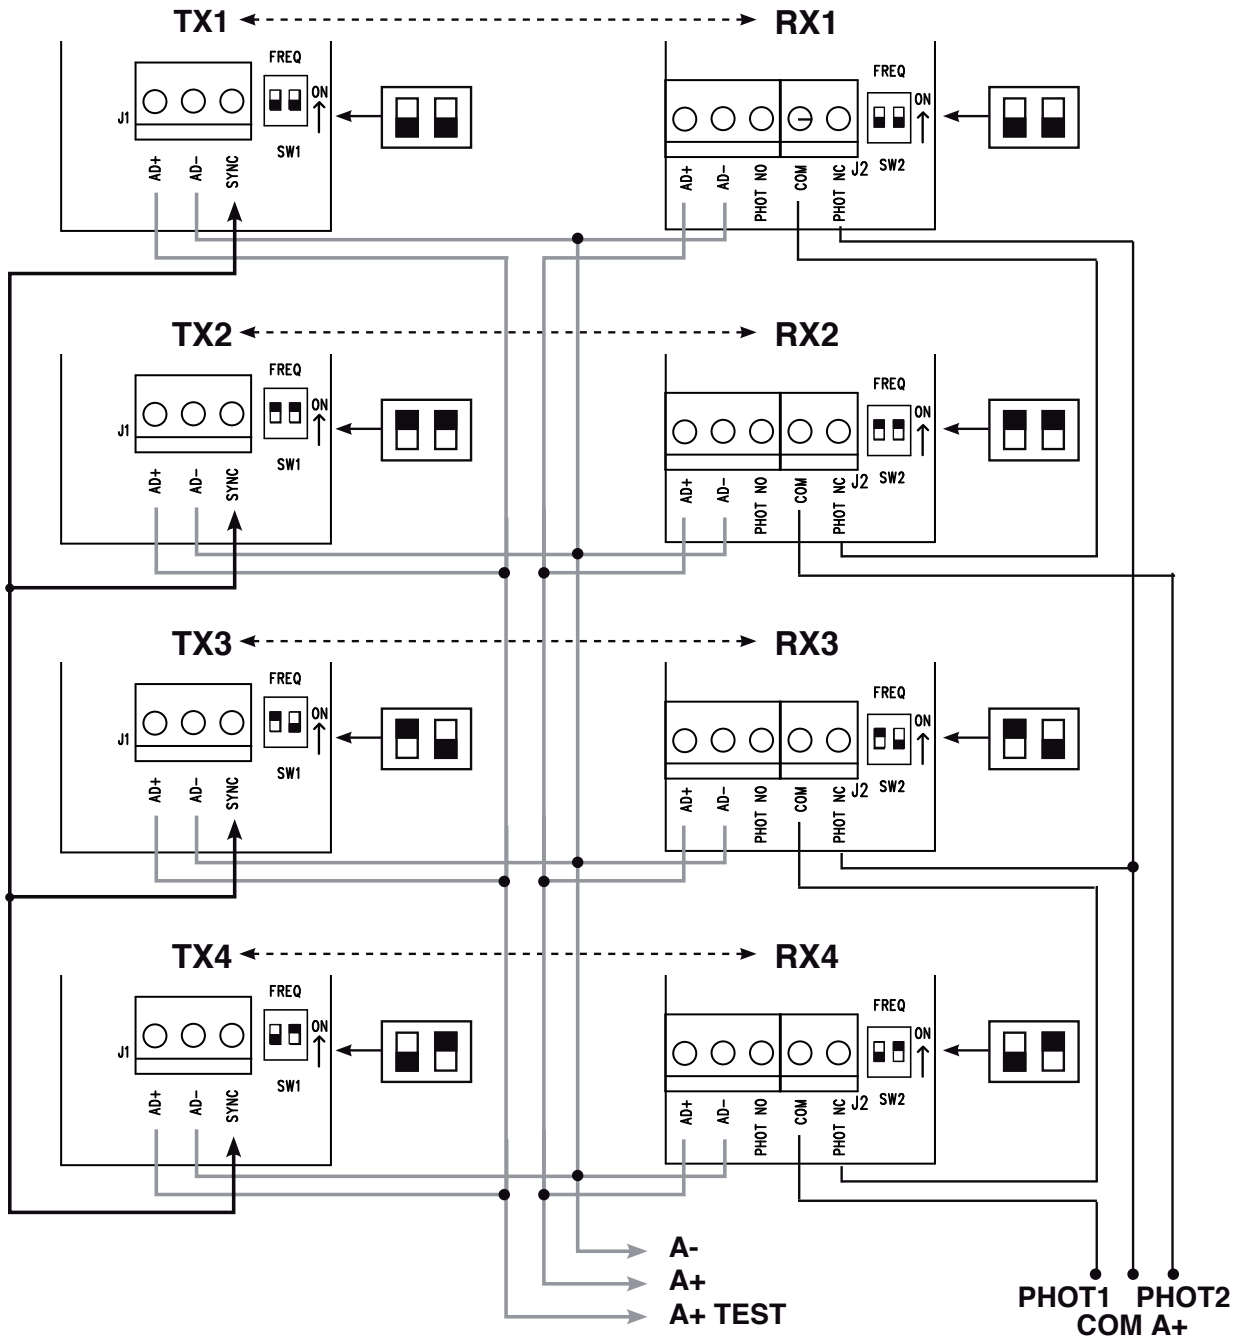 TX1 RX1
FREQ
ON
J1
SW1
AD+ AD- SYNC
FREQ
ON
J2 SW2
AD+ AD- PHOT NO COM PHOT NC
TX2 RX2
FREQ
ON
J1
SW1
AD+ AD- SYNC
FREQ
ON
J2 SW2
AD+ AD- PHOT NO COM PHOT NC
TX3 RX3
FREQ
ON
J1
SW1
AD+ AD- SYNC
FREQ
ON
J2 SW2
AD+ AD- PHOT NO COM PHOT NC
TX4 RX4
FREQ
ON
J1
SW1
AD+ AD- SYNC
FREQ
ON
J2 SW2
AD+ AD- PHOT NO COM PHOT NC
A-
A+
A+ TEST
PHOT1 PHOT2
COM A+